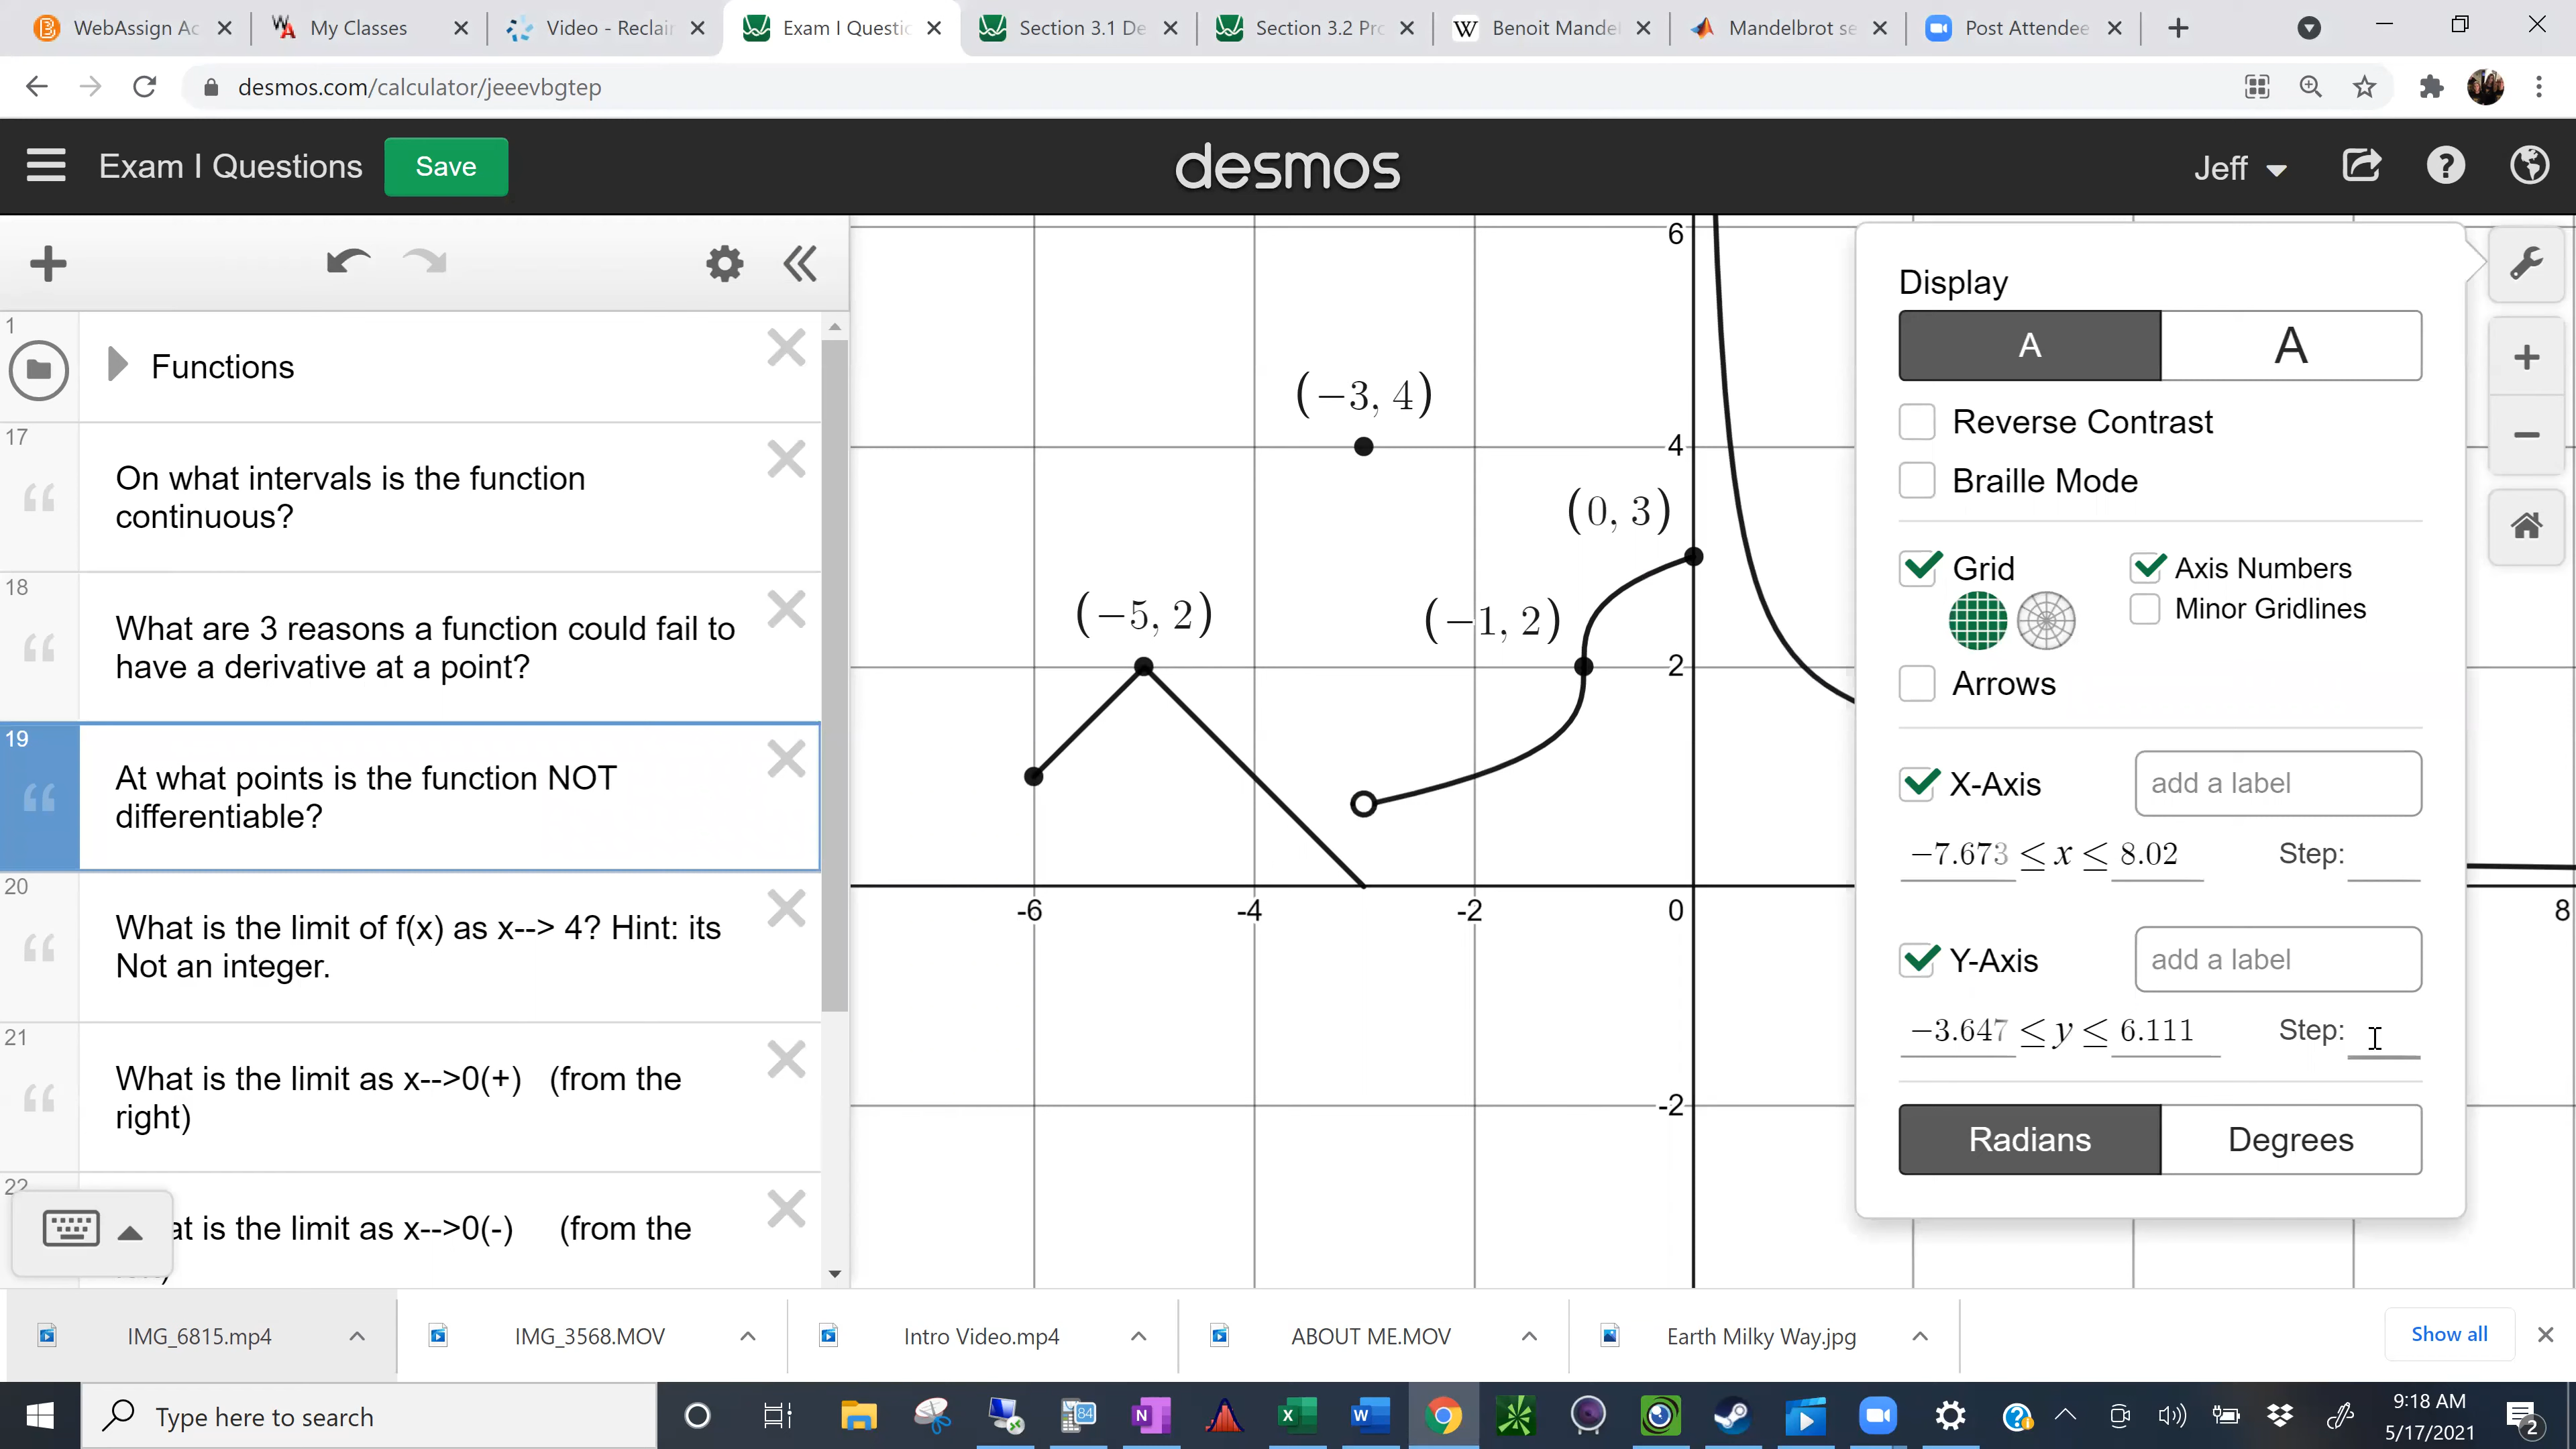 WebAssign Ac
My Classes
Video - Reclair
Exam I Questic
Section 3.1 De
Section 3.2 Pro
Benoit Mandel
Mandelbrot se
Post Attendee
desmos.com/calculator/jeeevbgtep
Exam I Questions
Save
desmos
Jeff
1
Functions
17
On what intervals is the function
continuous?
18
What are 3 reasons a function could fail to
have a derivative at a point?
19
At what points is the function NOT
differentiable?
20
What is the limit of f(x) as x--> 4? Hint: its
Not an integer.
21
What is the limit as x-->0(+) (from the
right)
22
at is the limit as x-->0(-) (from the
6
4
2
-2
-6
-4
-2
0
8
(−3, 4)
(0, 3)
(−5, 2)
(−1, 2)
Display
A
A
Reverse Contrast
Braille Mode
Grid
Axis Numbers
Minor Gridlines
Arrows
X-Axis
add a label
−7.673 ≤ x ≤ 8.02
Step:
Y-Axis
add a label
−3.647 ≤ y ≤ 6.111
Step:
Radians
Degrees
IMG_6815.mp4
IMG_3568.MOV
Intro Video.mp4
ABOUT ME.MOV
Earth Milky Way.jpg
Show all
Type here to search
9:18 AM
5/17/2021
2